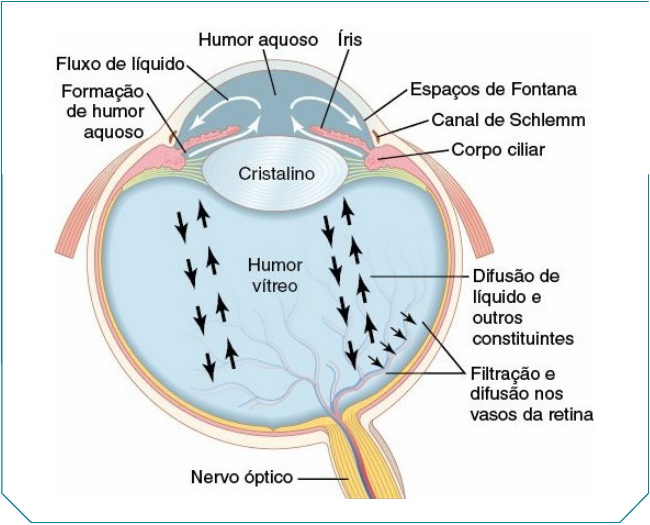 Humor aquoso
Íris
Fluxo de líquido
Formação
de humor
aquoso
Espaços de Fontana
Canal de Schlemm
Corpo ciliar
Cristalino
Humor
vítreo
Difusão de
líquido e
outros
constituintes
Filtração e
difusão nos
vasos da retina
Nervo óptico